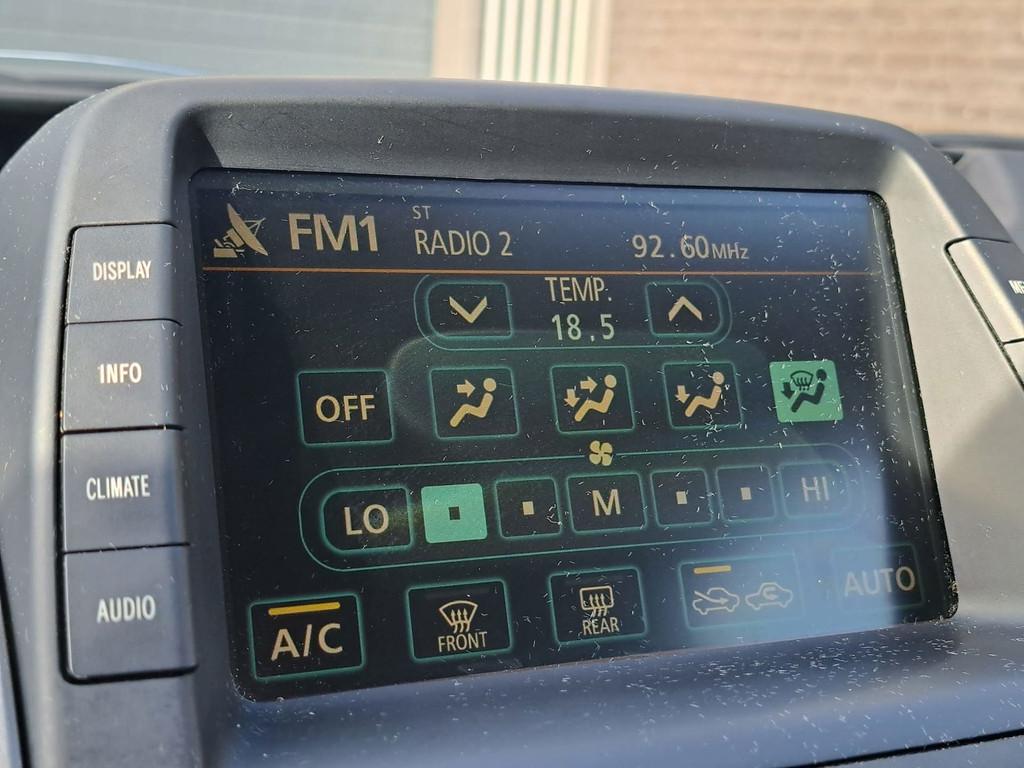 FM1
ST
RADIO 2
92.60MHz
DISPLAY
TEMP.
18.5
INFO
OFF
CLIMATE
LO
M
HI
AUDIO
A/C
FRONT
REAR
AUTO